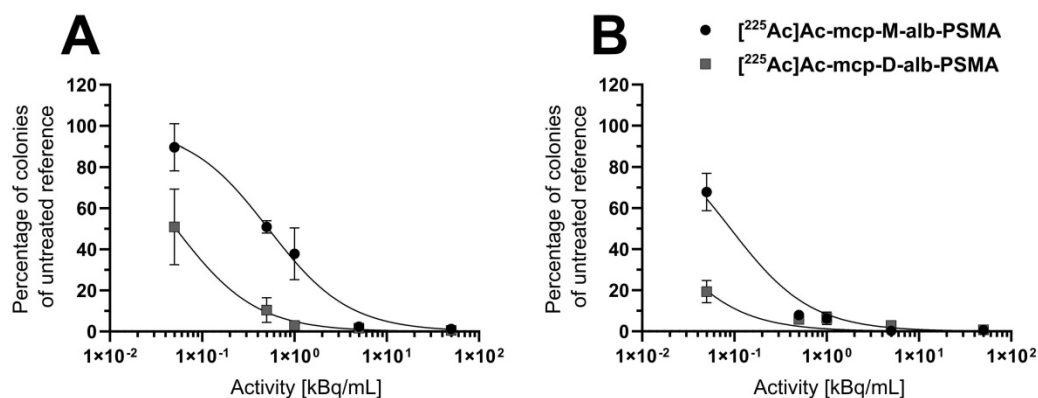 A
Percentage of colonies
of untreated reference
120
100
80
60
40
20
0
1×10⁻²
1×10⁻¹
1×10⁰
1×10¹
1×10²
Activity [kBq/mL]
B
[²²⁵Ac]Ac-mcp-M-alb-PSMA
[²²⁵Ac]Ac-mcp-D-alb-PSMA
Percentage of colonies
of untreated reference
120
100
80
60
40
20
0
1×10⁻²
1×10⁻¹
1×10⁰
1×10¹
1×10²
Activity [kBq/mL]